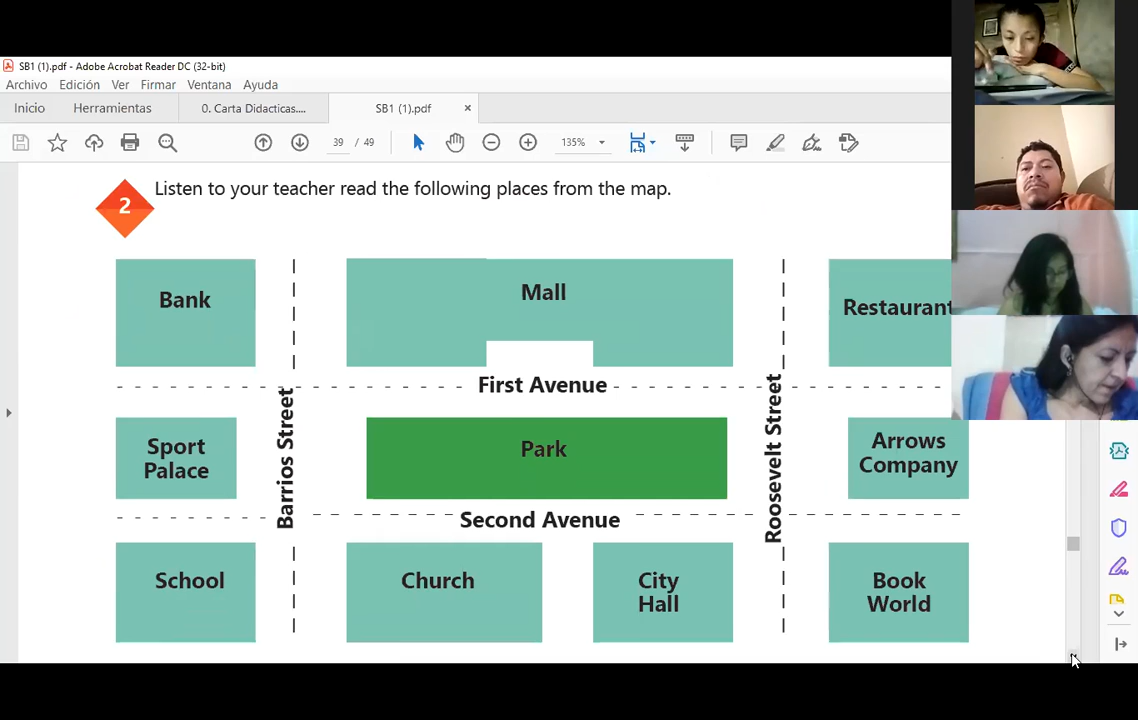 SB1 (1).pdf - Adobe Acrobat Reader DC (32-bit)
Archivo Edición Ver Firmar Ventana Ayuda
Inicio Herramientas 0. Carta Didacticas.... SB1 (1).pdf ×
39 / 49 135%
2 Listen to your teacher read the following places from the map.
Bank
Mall
Restaurant
First Avenue
Barrios Street
Roosevelt Street
Sport
Palace
Park
Arrows
Company
Second Avenue
School
Church
City
Hall
Book
World